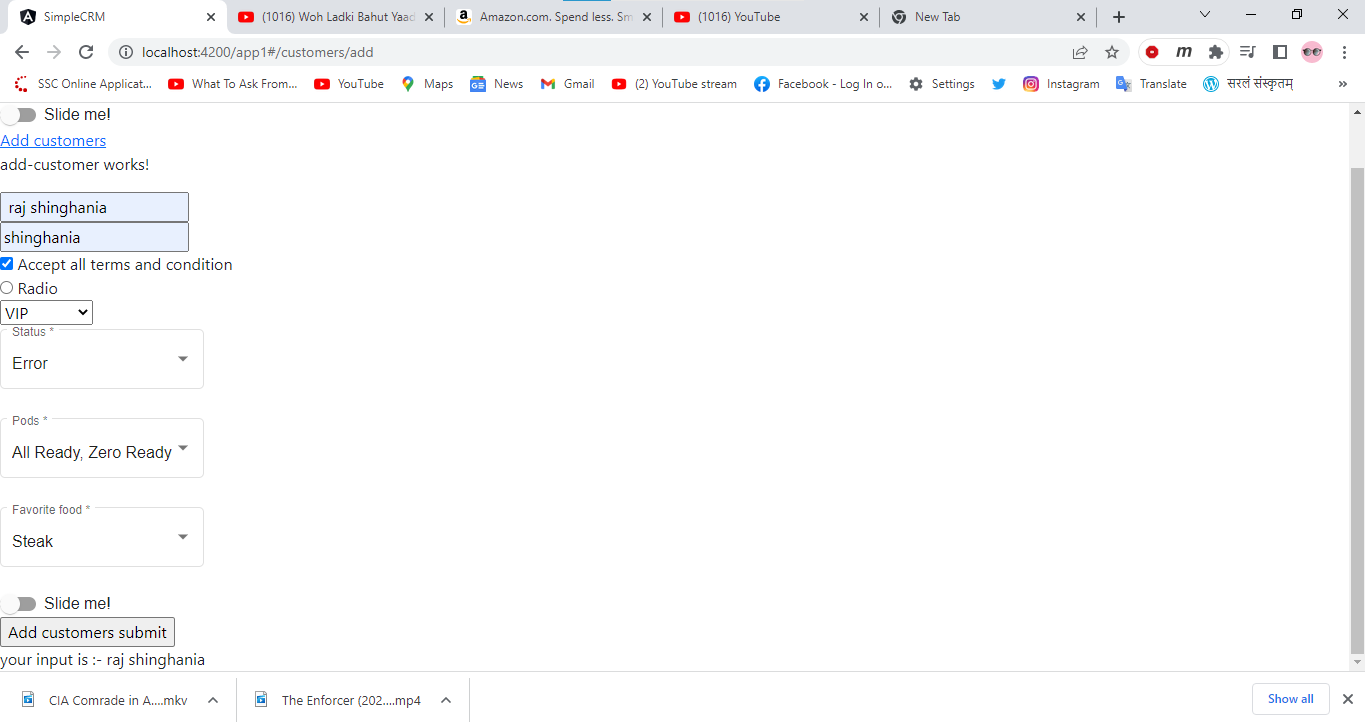 SimpleCRM
(1016) Woh Ladki Bahut Yaad
Amazon.com. Spend less. Sm
(1016) YouTube
New Tab
localhost:4200/app1#/customers/add
SSC Online Applicat...
What To Ask From...
YouTube
Maps
News
Gmail
(2) YouTube stream
Facebook - Log In o...
Settings
Instagram
Translate
सरलं संस्कृतम्
»
Slide me!
Add customers
add-customer works!
raj shinghania
shinghania
Accept all terms and condition
Radio
VIP
Status *
Error
Pods *
All Ready, Zero Ready
Favorite food *
Steak
Slide me!
Add customers submit
your input is :- raj shinghania
CIA Comrade in A....mkv
The Enforcer (202....mp4
Show all